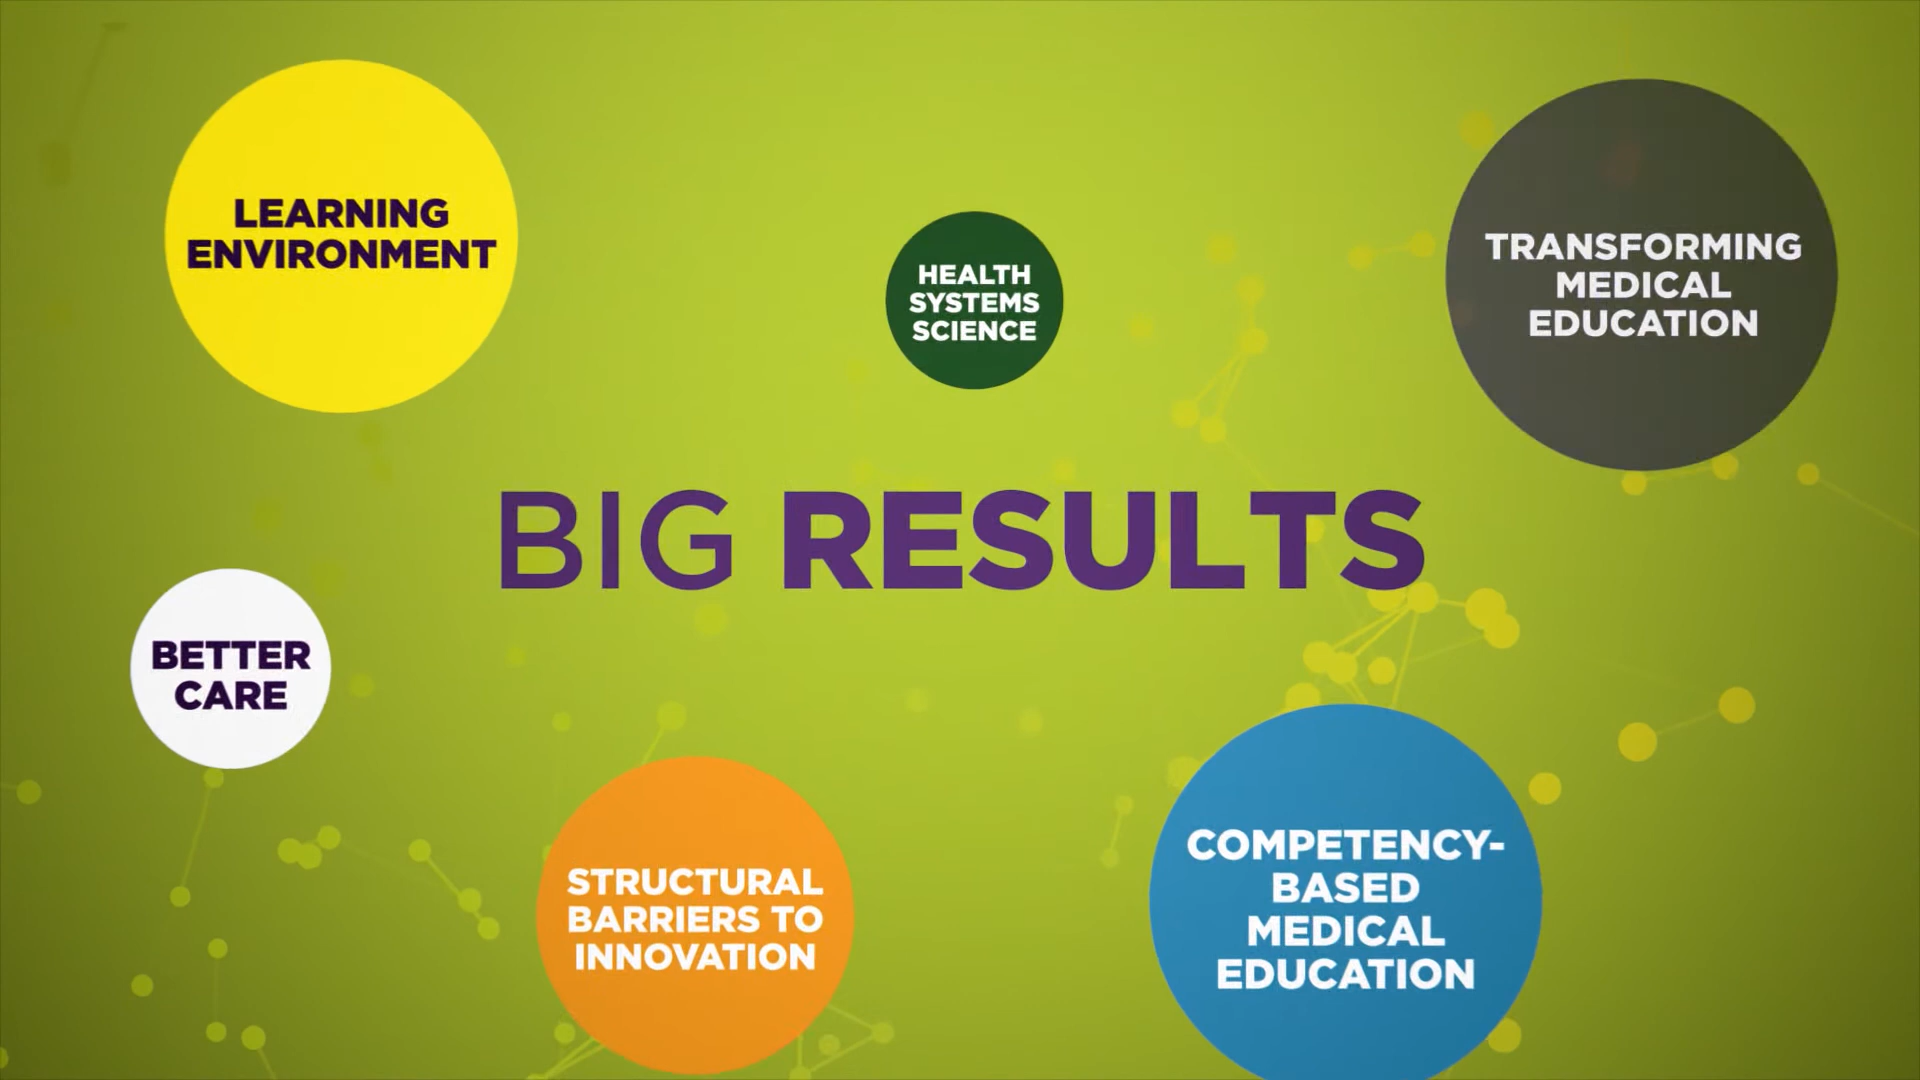 LEARNING
ENVIRONMENT
HEALTH
SYSTEMS
SCIENCE
TRANSFORMING
MEDICAL
EDUCATION
BIG RESULTS
BETTER
CARE
STRUCTURAL
BARRIERS TO
INNOVATION
COMPETENCY-
BASED
MEDICAL
EDUCATION